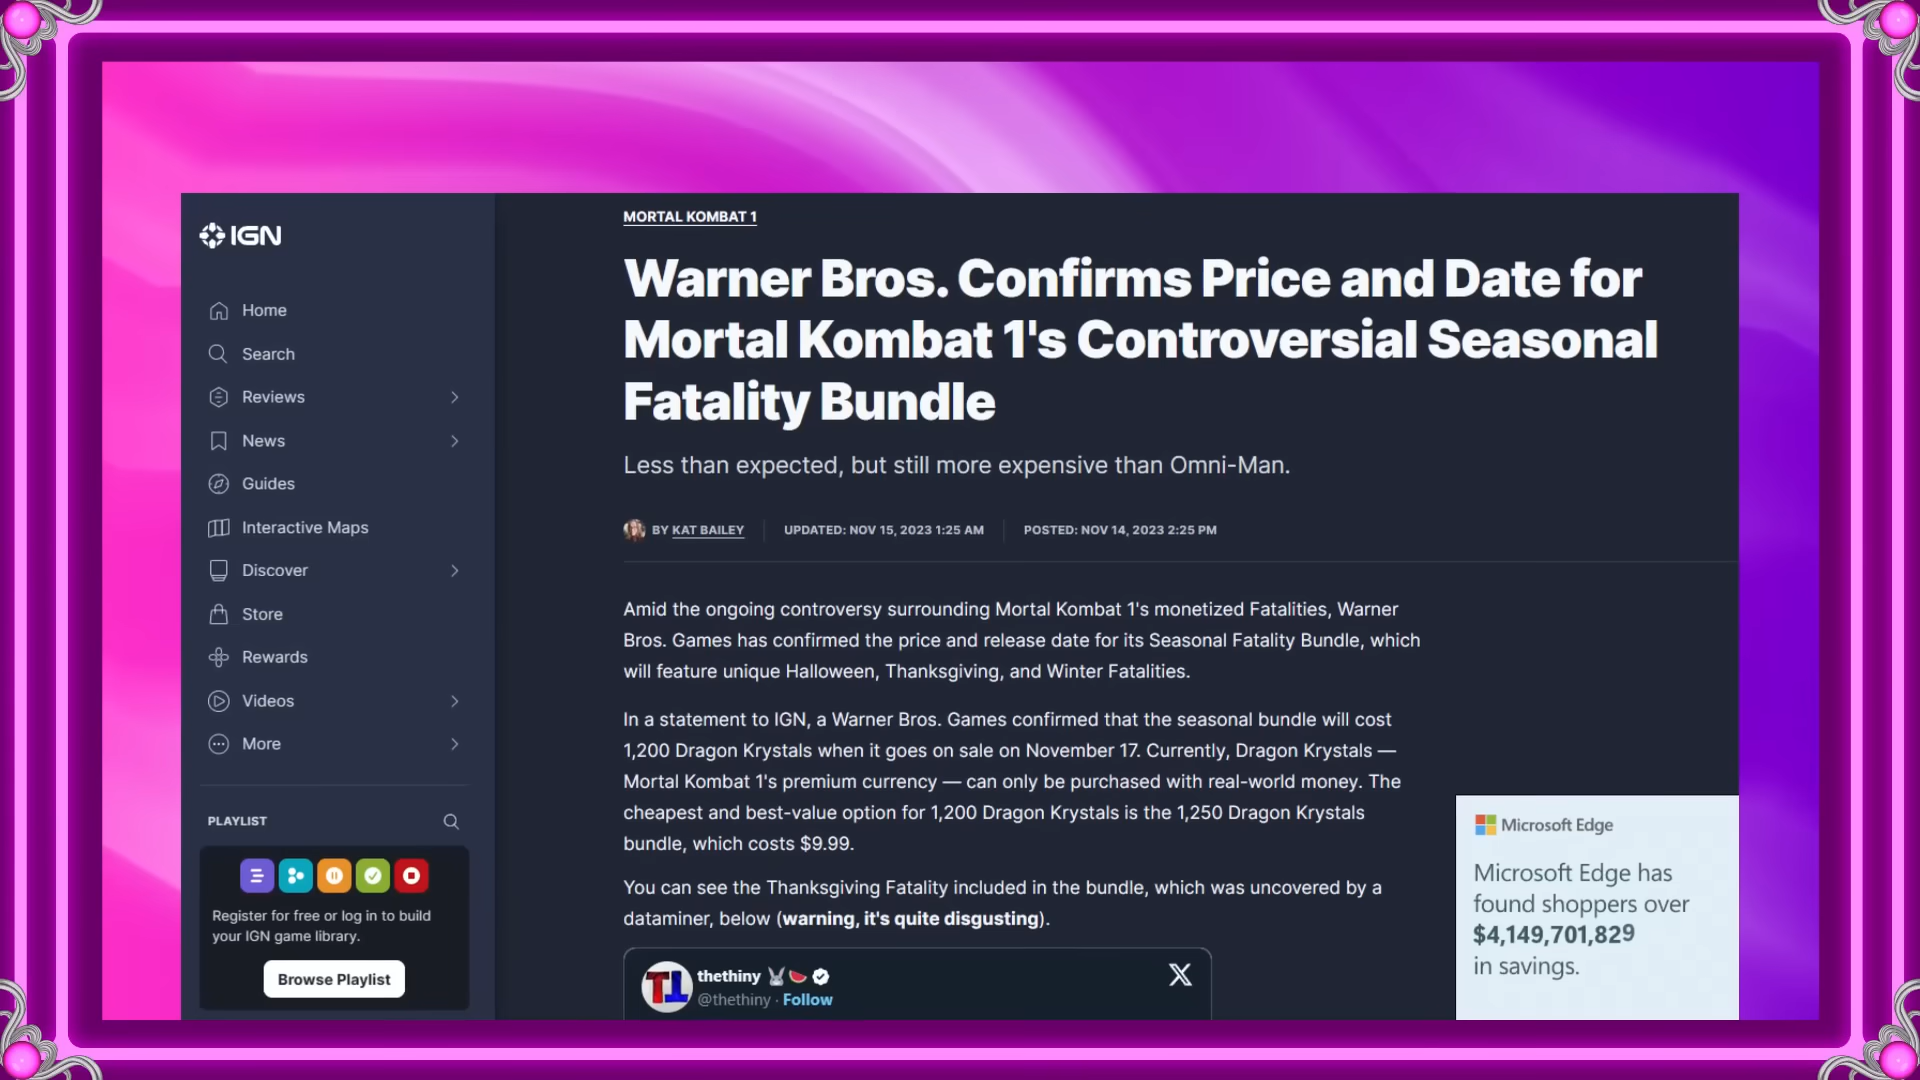 IGN
Home
Search
Reviews
News
Guides
Interactive Maps
Discover
Store
Rewards
Videos
More
PLAYLIST
Register for free or log in to build
your IGN game library.
Browse Playlist
MORTAL KOMBAT 1
Warner Bros. Confirms Price and Date for
Mortal Kombat 1's Controversial Seasonal
Fatality Bundle
Less than expected, but still more expensive than Omni-Man.
BY KAT BAILEY UPDATED: NOV 15, 2023 1:25 AM POSTED: NOV 14, 2023 2:25 PM
Amid the ongoing controversy surrounding Mortal Kombat 1's monetized Fatalities, Warner
Bros. Games has confirmed the price and release date for its Seasonal Fatality Bundle, which
will feature unique Halloween, Thanksgiving, and Winter Fatalities.
In a statement to IGN, a Warner Bros. Games confirmed that the seasonal bundle will cost
1,200 Dragon Krystals when it goes on sale on November 17. Currently, Dragon Krystals —
Mortal Kombat 1's premium currency — can only be purchased with real-world money. The
cheapest and best-value option for 1,200 Dragon Krystals is the 1,250 Dragon Krystals
bundle, which costs $9.99.
You can see the Thanksgiving Fatality included in the bundle, which was uncovered by a
dataminer, below (warning, it's quite disgusting).
thethiny
@thethiny · Follow
Microsoft Edge
Microsoft Edge has
found shoppers over
$4,149,701,829
in savings.